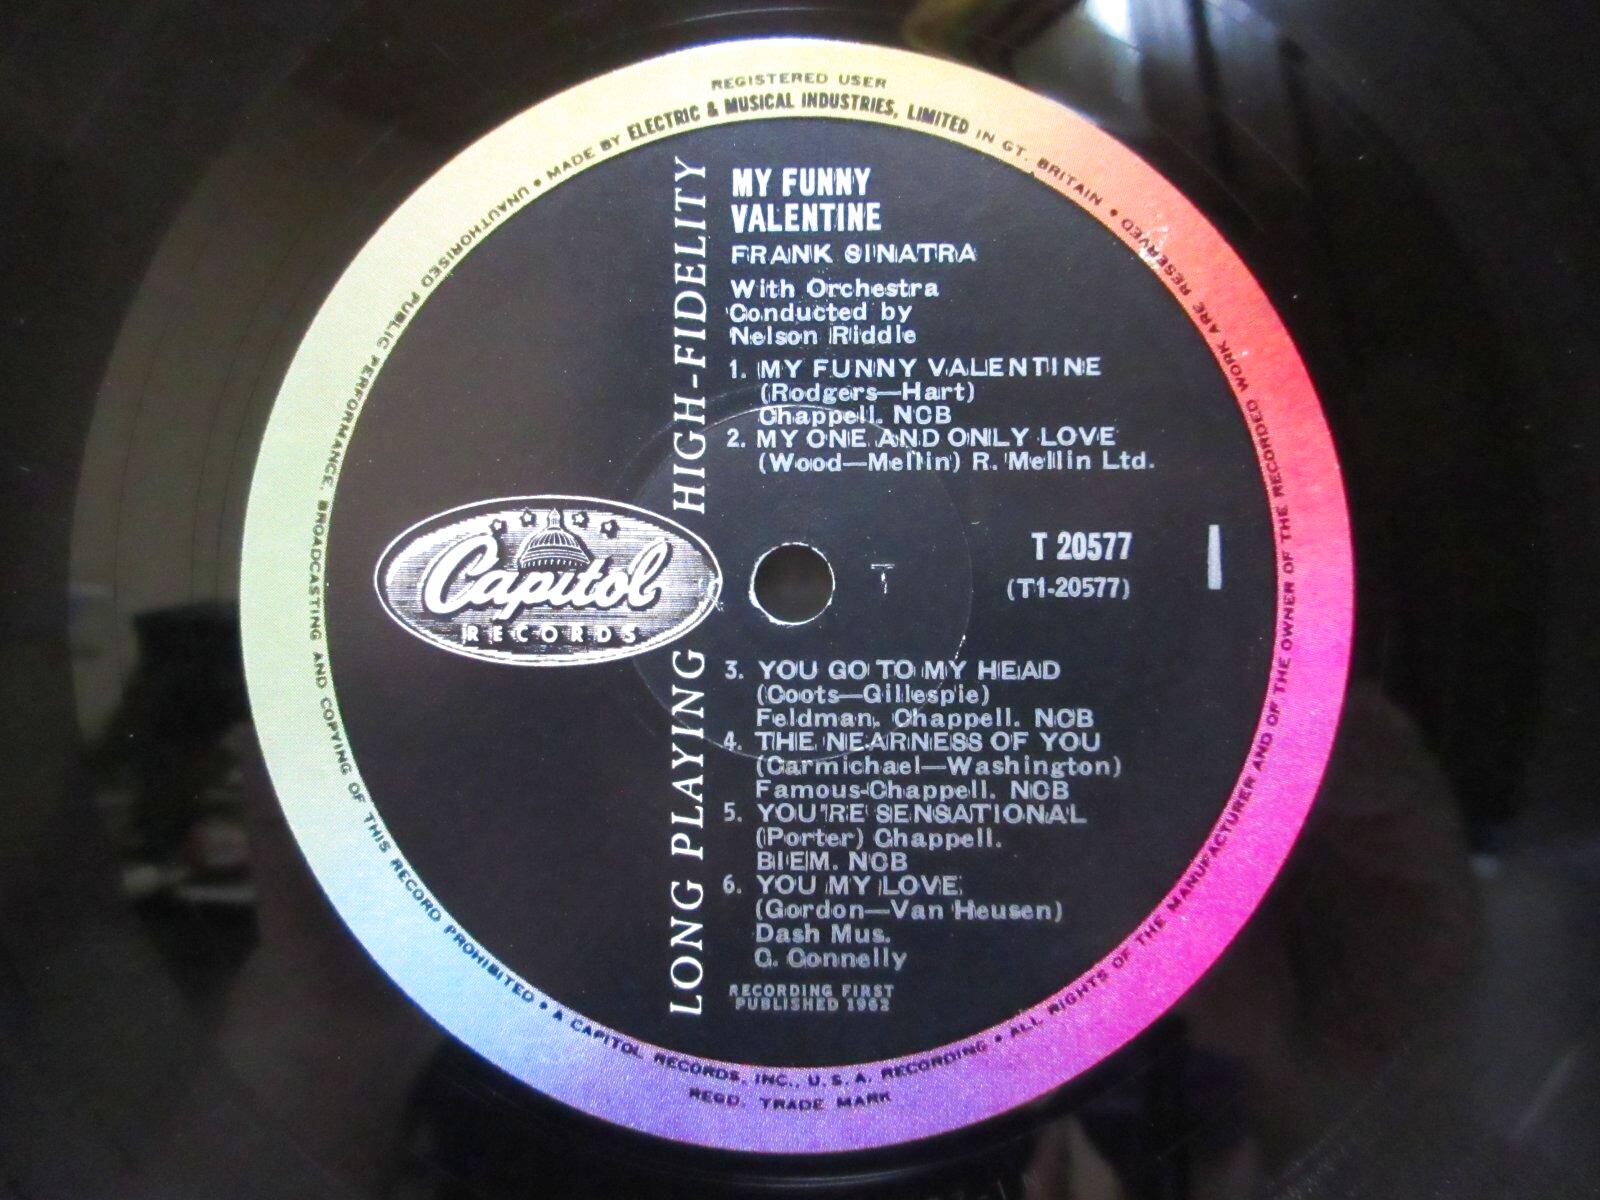 REGISTERED USER
UNAUTHORISED PUBLIC PERFORMANCE, BROADCASTING AND COPYING OF THIS RECORD PROHIBITED • A CAPITOL RECORDS, INC., U.S.A. RECORDING • ALL RIGHTS OF THE MANUFACTURER AND OF THE OWNER OF THE RECORDED WORK ARE RESERVED •
MADE BY ELECTRIC & MUSICAL INDUSTRIES, LIMITED IN GT. BRITAIN •
REGD. TRADE MARK
LONG PLAYING HIGH-FIDELITY
Capitol
RECORDS
MY FUNNY
VALENTINE
FRANK SINATRA
With Orchestra
Conducted by
Nelson Riddle
1. MY FUNNY VALENTINE
(Rodgers—Hart)
Chappell. NCB
2. MY ONE AND ONLY LOVE
(Wood—Mellin) R. Mellin Ltd.
T 20577
(T1-20577)
1
T
3. YOU GO TO MY HEAD
(Coots—Gillespie)
Feldman. Chappell. NCB
4. THE NEARNESS OF YOU
(Carmichael—Washington)
Famous-Chappell. NCB
5. YOU'RE SENSATIONAL
(Porter) Chappell.
BIEM. NCB
6. YOU MY LOVE
(Gordon—Van Heusen)
Dash Mus.
C. Connelly
RECORDING FIRST
PUBLISHED 1962